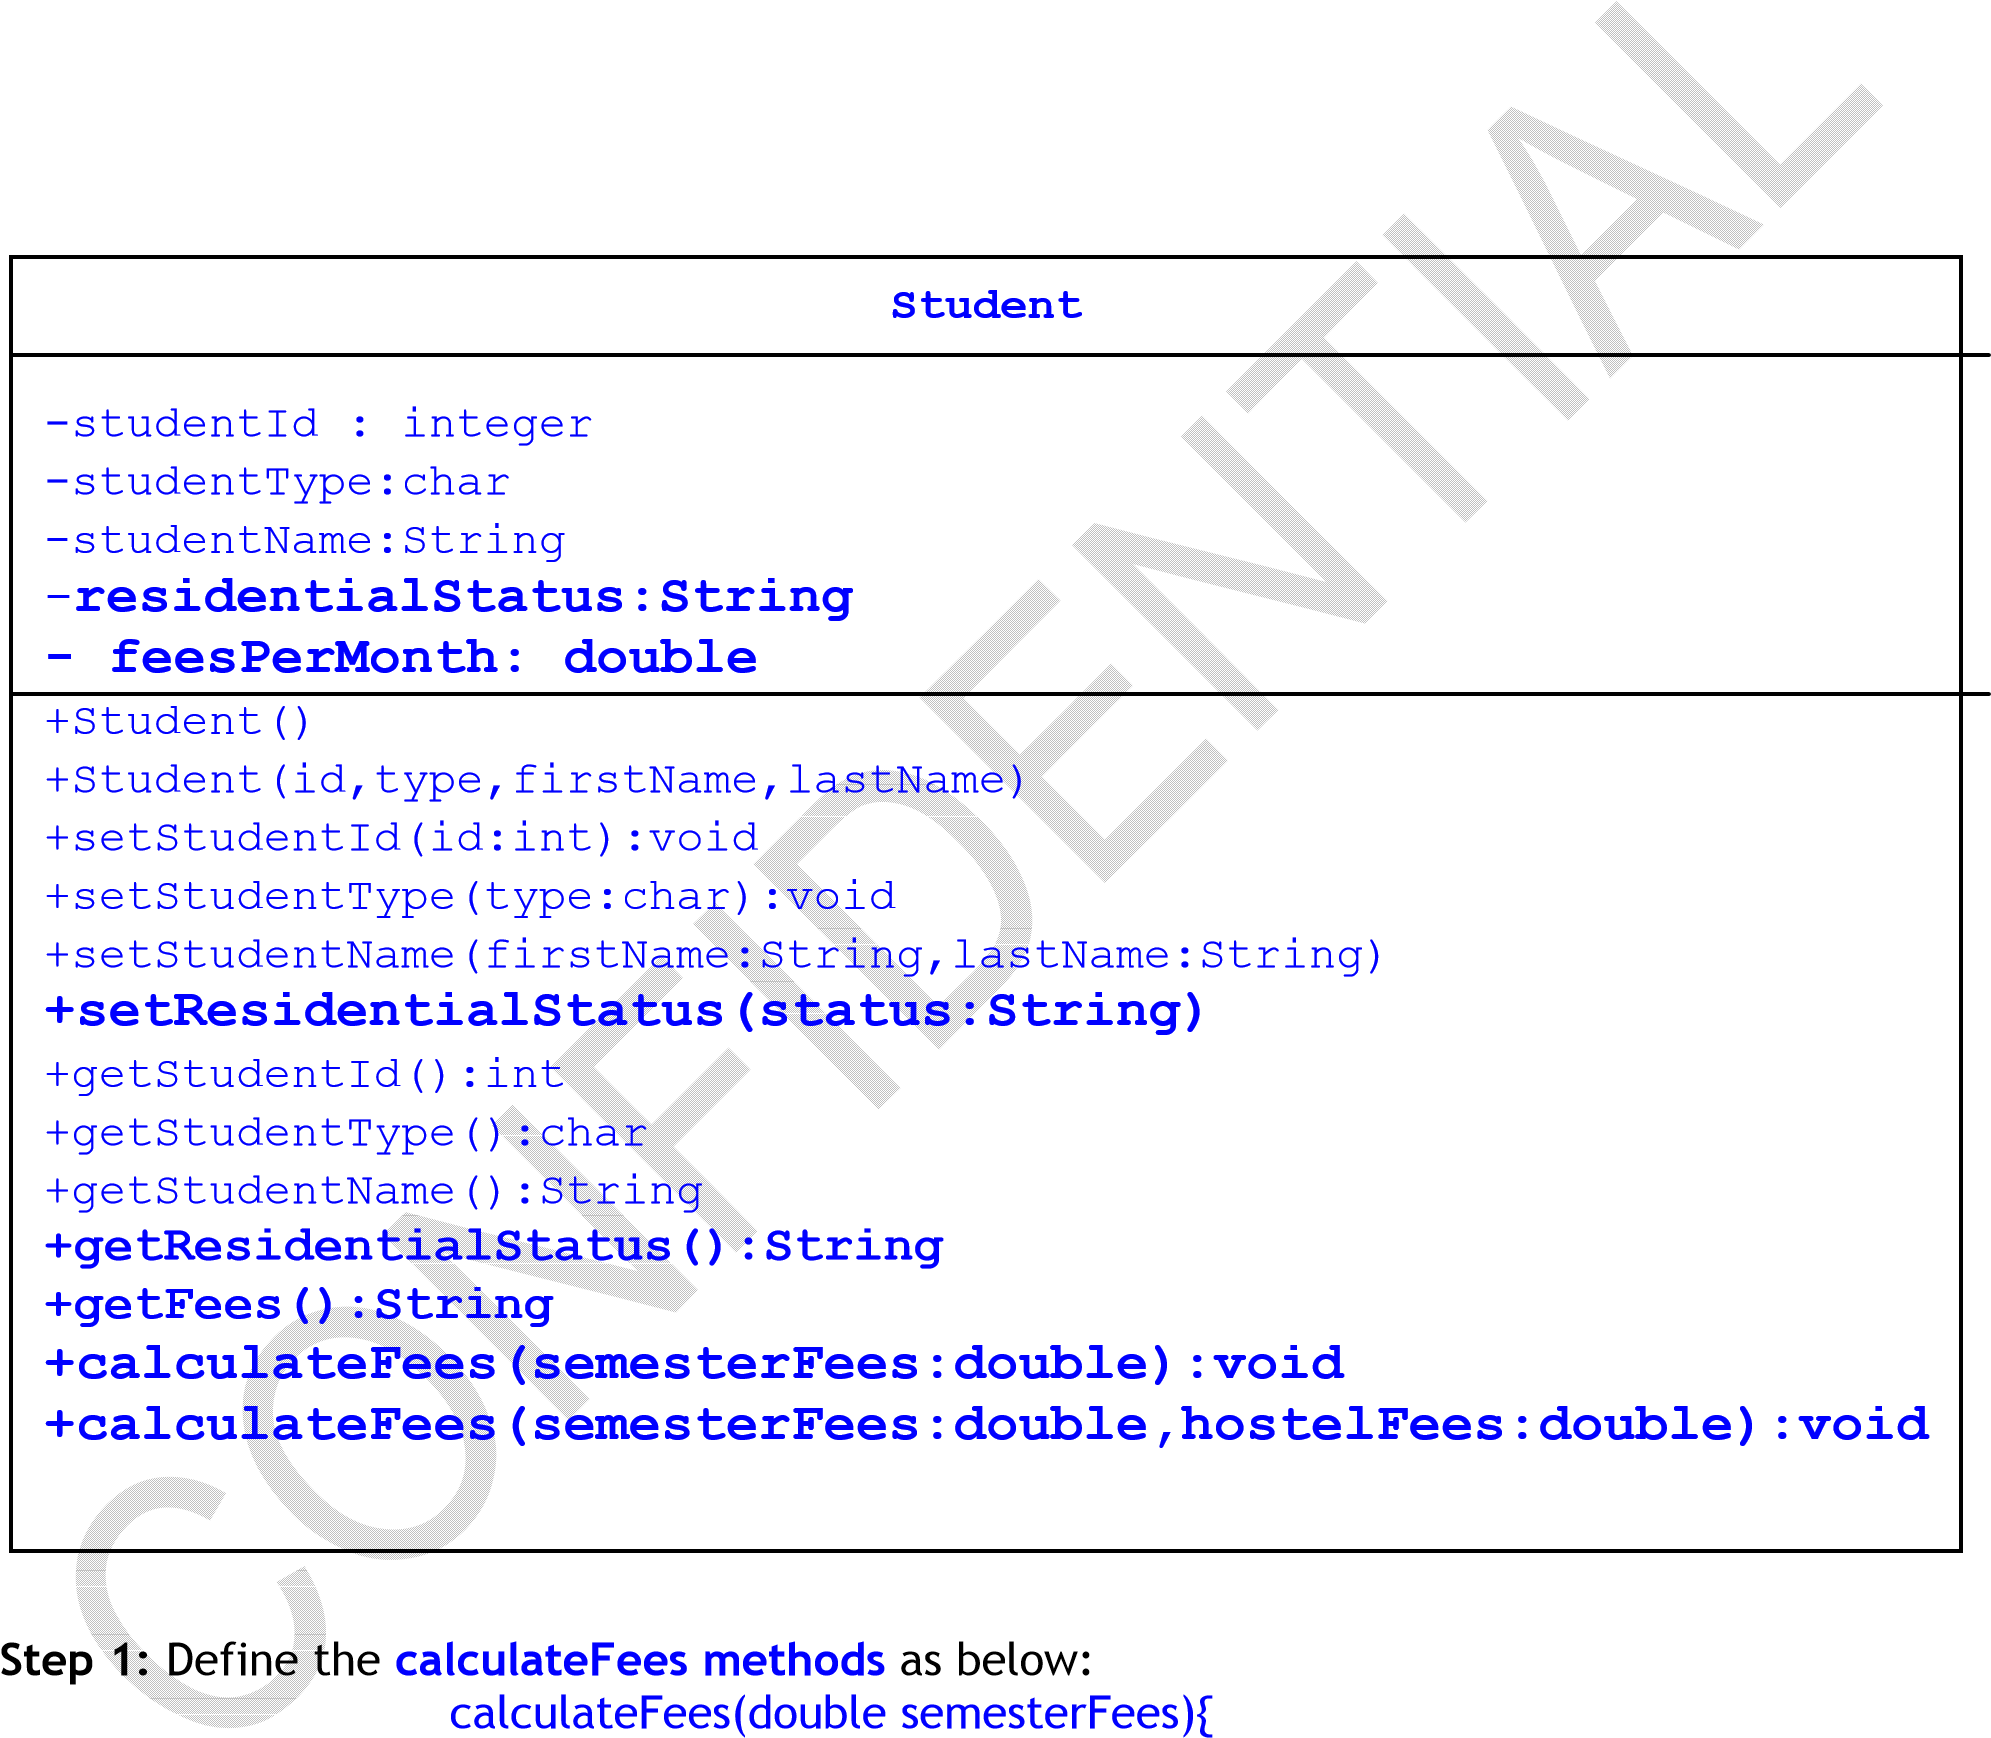 Student
-studentId : integer
-studentType:char
-studentName:String
-residentialStatus:String
- feesPerMonth: double
+Student()
+Student(id,type,firstName,lastName)
+setStudentId(id:int):void
+setStudentType(type:char):void
+setStudentName(firstName:String,lastName:String)
+setResidentialStatus(status:String)
+getStudentId():int
+getStudentType():char
+getStudentName():String
+getResidentialStatus():String
+getFees():String
+calculateFees(semesterFees:double):void
+calculateFees(semesterFees:double,hostelFees:double):void
Step 1: Define the calculateFees methods as below:
calculateFees(double semesterFees){
CONFIDENTIAL